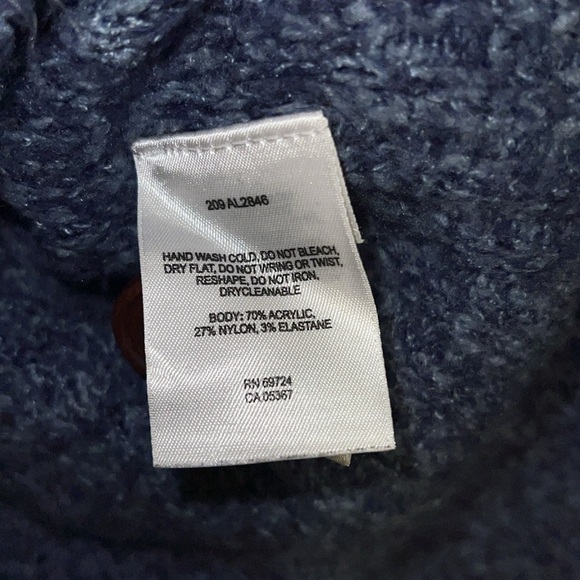 209 AL2846
HAND WASH COLD, DO NOT BLEACH,
DRY FLAT, DO NOT WRING OR TWIST,
RESHAPE, DO NOT IRON,
DRYCLEANABLE
BODY: 70% ACRYLIC,
27% NYLON, 3% ELASTANE
RN 69724
CA 05367